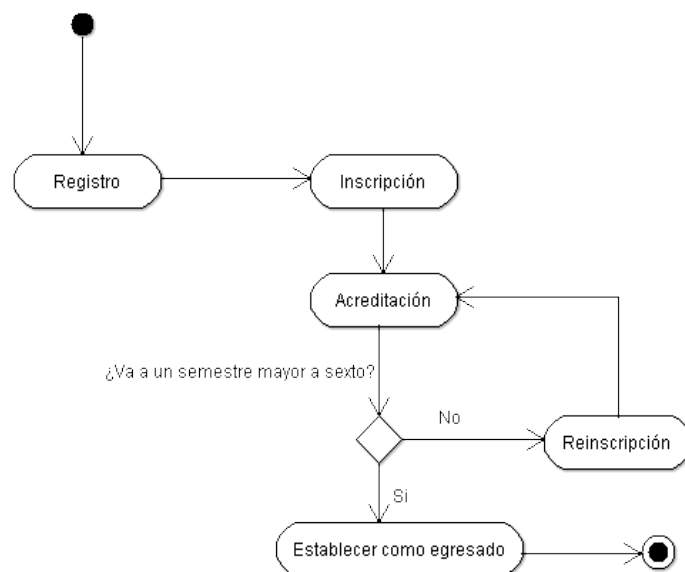 Registro
Inscripción
Acreditación
¿Va a un semestre mayor a sexto?
No
Reinscripción
Si
Establecer como egresado